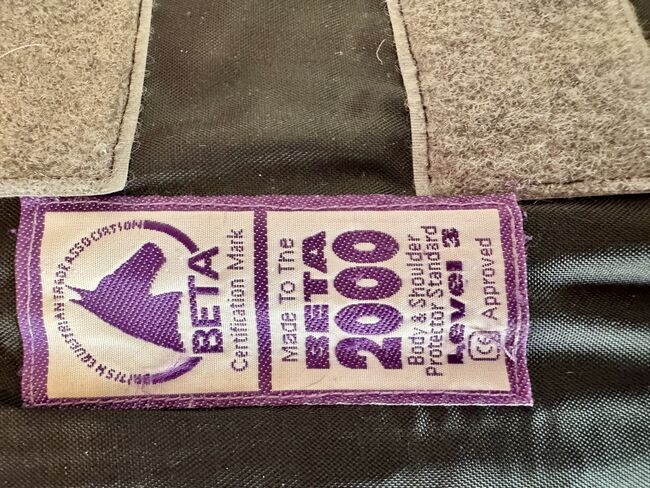 BRITISH EQUESTRIAN TRADE ASSOCIATION
BETA
Certification Mark
Made To The
BETA
2000
Body & Shoulder
Protector Standard
Level 3
CE Approved